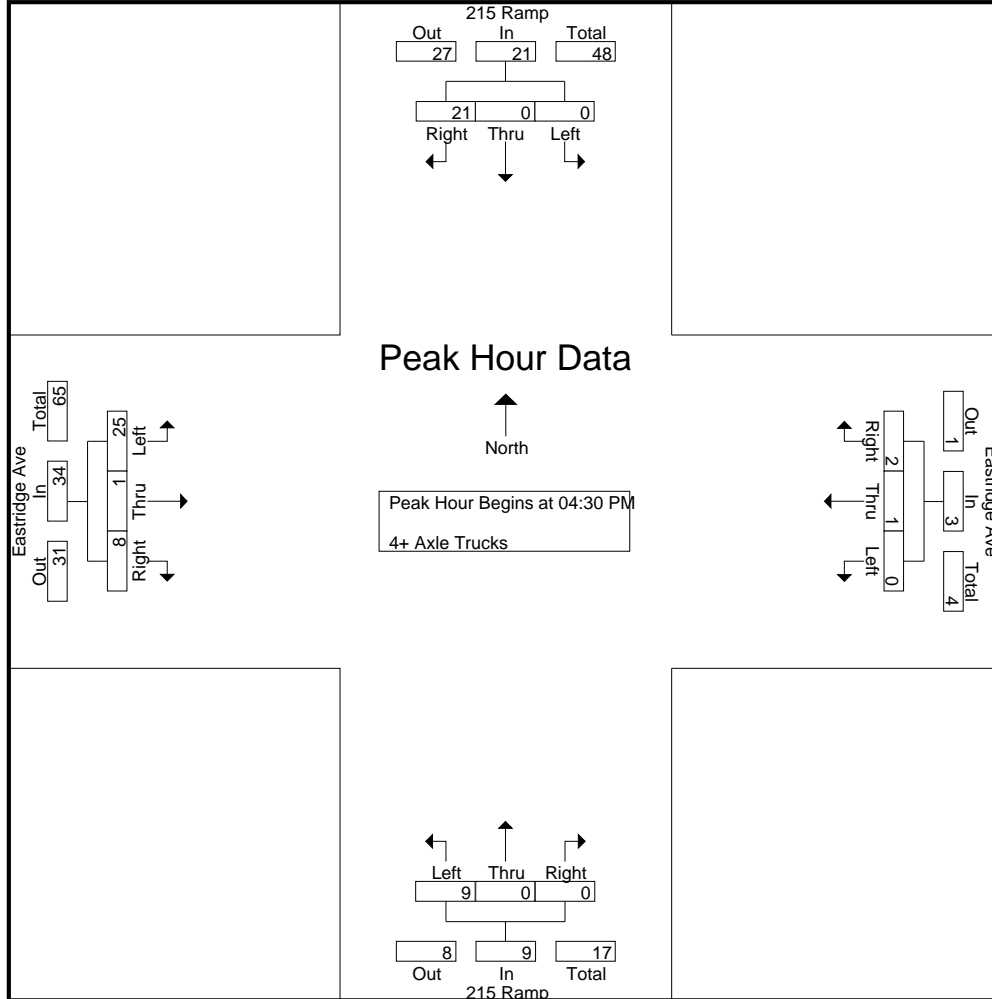 215 Ramp
Out In Total
27 21 48
21 0 0
Right Thru Left
Peak Hour Data
North
Peak Hour Begins at 04:30 PM
4+ Axle Trucks
Eastridge Ave
Total In Out
65 34 31
25 1 8
Left Thru Right
Right Thru Left
2 1 0
Out In Total
1 3 4
Eastridge Ave
Left Thru Right
9 0 0
8 9 17
Out In Total
215 Ramp